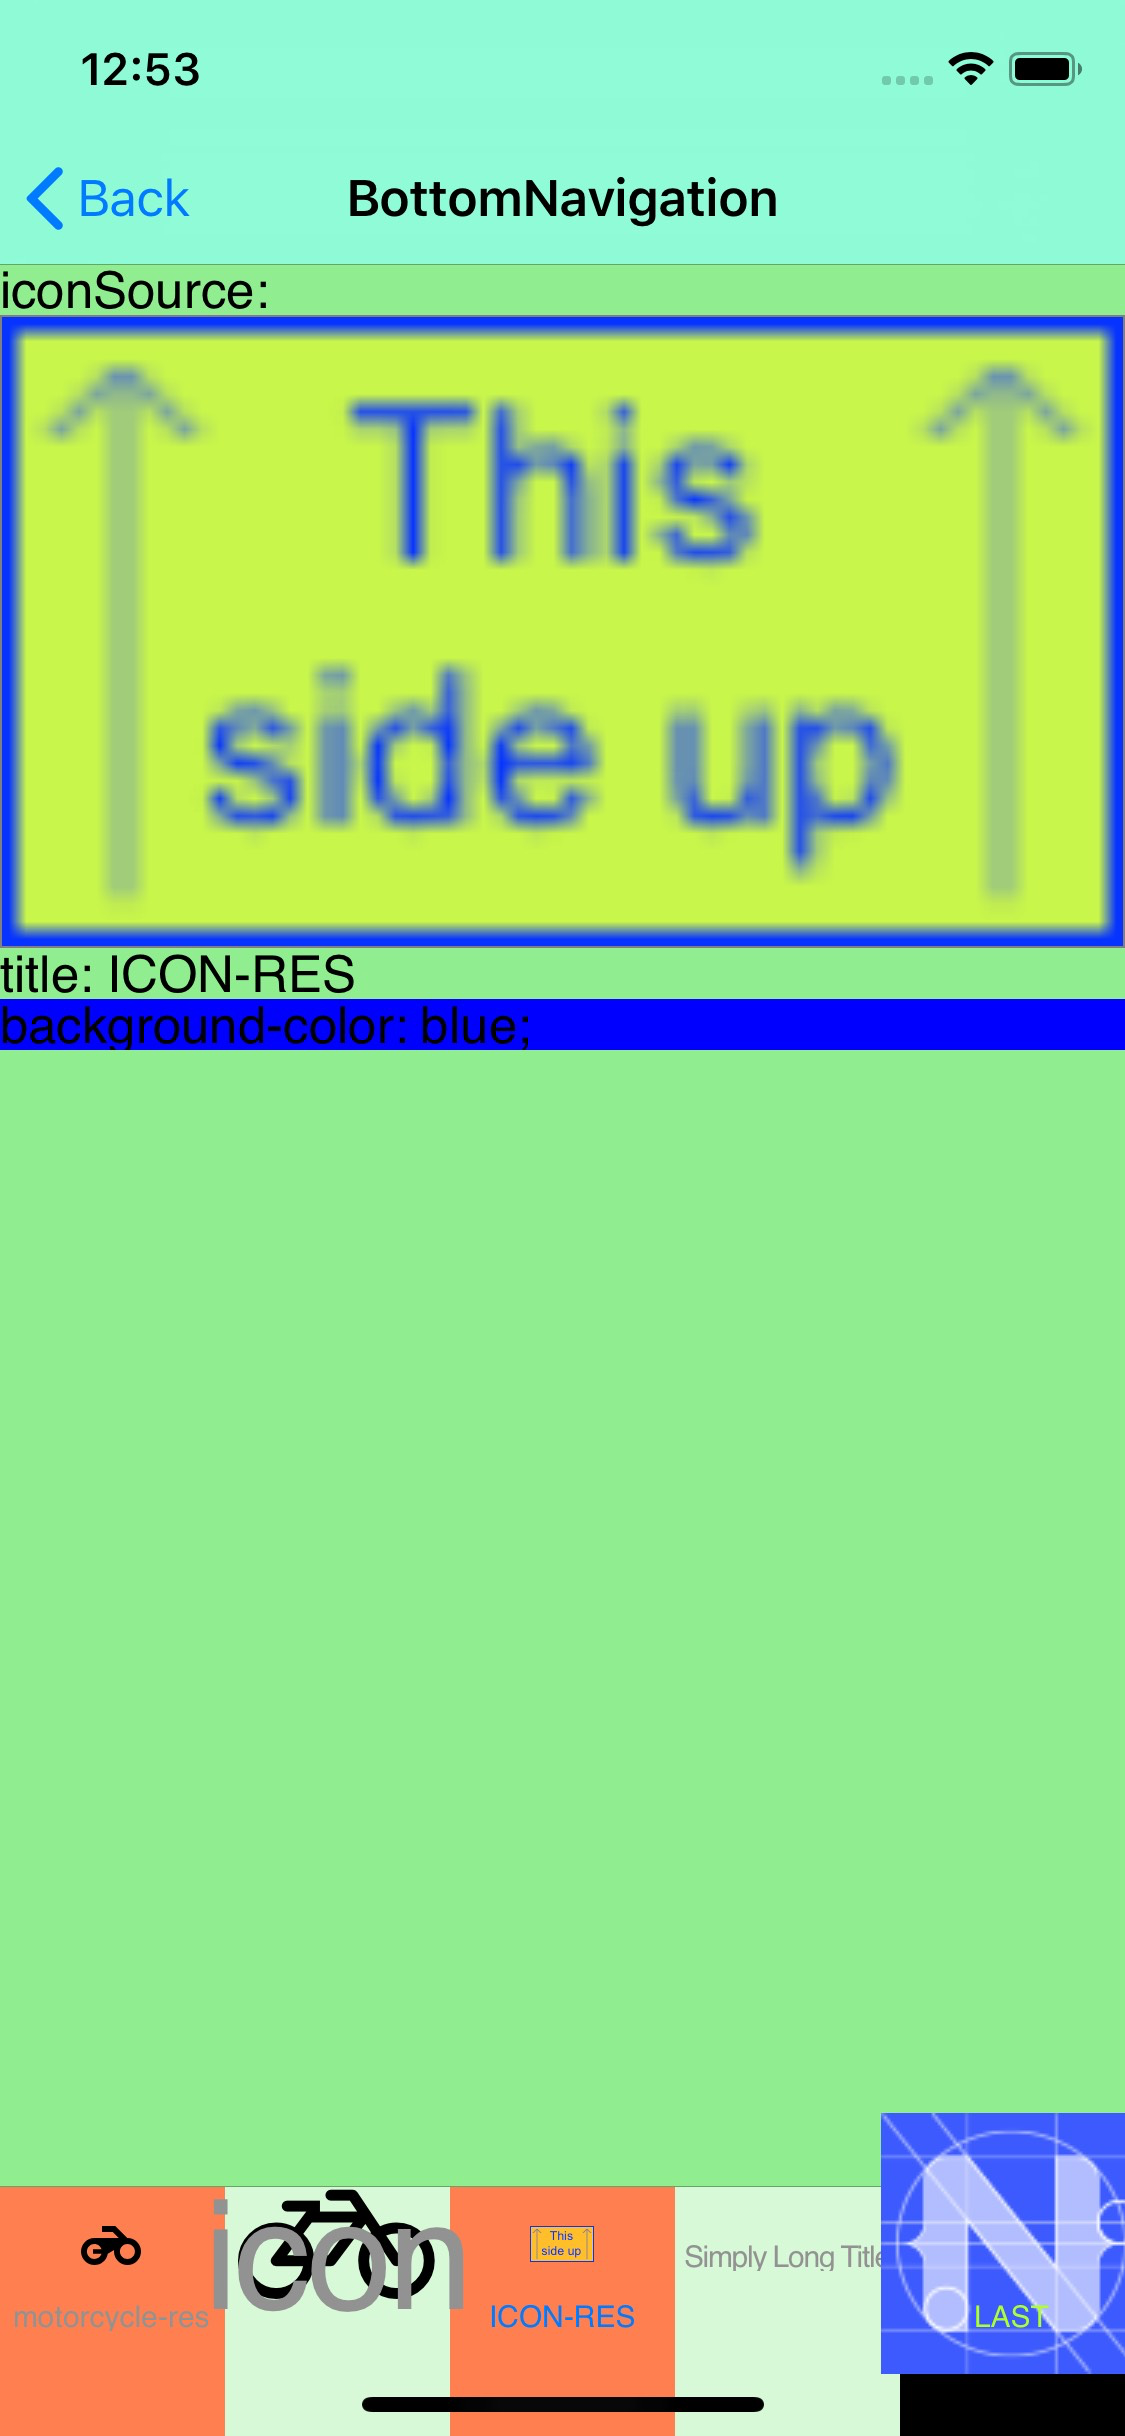 12:53
Back
BottomNavigation
iconSource:
This
side up
title: ICON-RES
background-color: blue;
motorcycle-res
icon
This
side up
ICON-RES
Simply Long Title
N
LAST